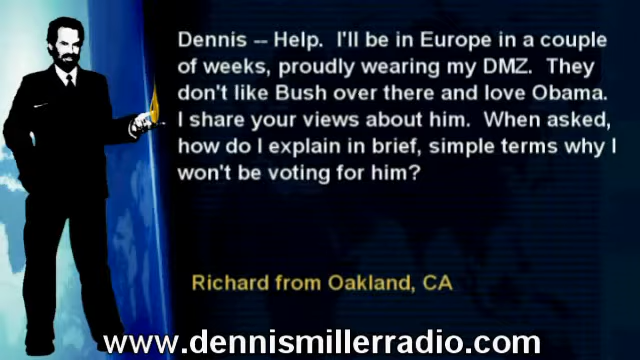 Dennis -- Help.  I'll be in Europe in a couple
of weeks, proudly wearing my DMZ.  They
don't like Bush over there and love Obama.
I share your views about him.  When asked,
how do I explain in brief, simple terms why I
won't be voting for him?
Richard from Oakland, CA
www.dennismillerradio.com